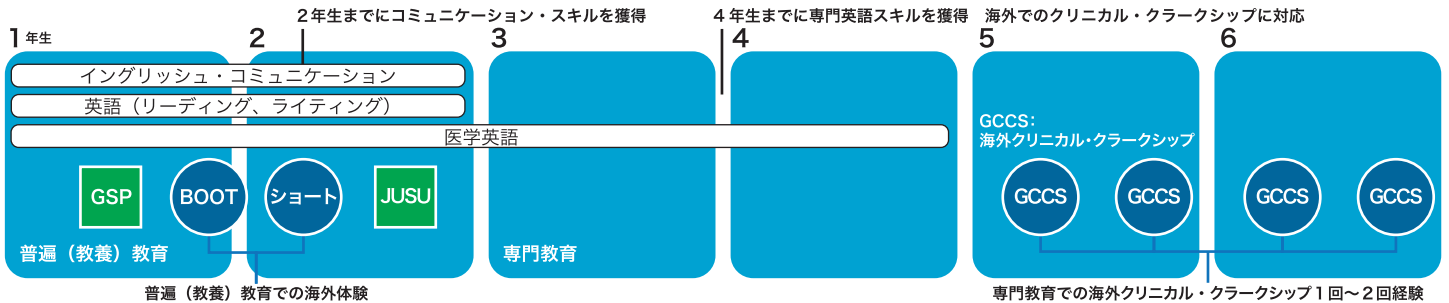 2年生までにコミュニケーション・スキルを獲得
4年生までに専門英語スキルを獲得
海外でのクリニカル・クラークシップに対応
1年生
2
3
4
5
6
イングリッシュ・コミュニケーション
英語（リーディング、ライティング）
医学英語
GCCS：
海外クリニカル・クラークシップ
GSP
BOOT
ショート
JUSU
GCCS
GCCS
GCCS
GCCS
普遍（教養）教育
専門教育
普遍（教養）教育での海外体験
専門教育での海外クリニカル・クラークシップ1回〜2回経験